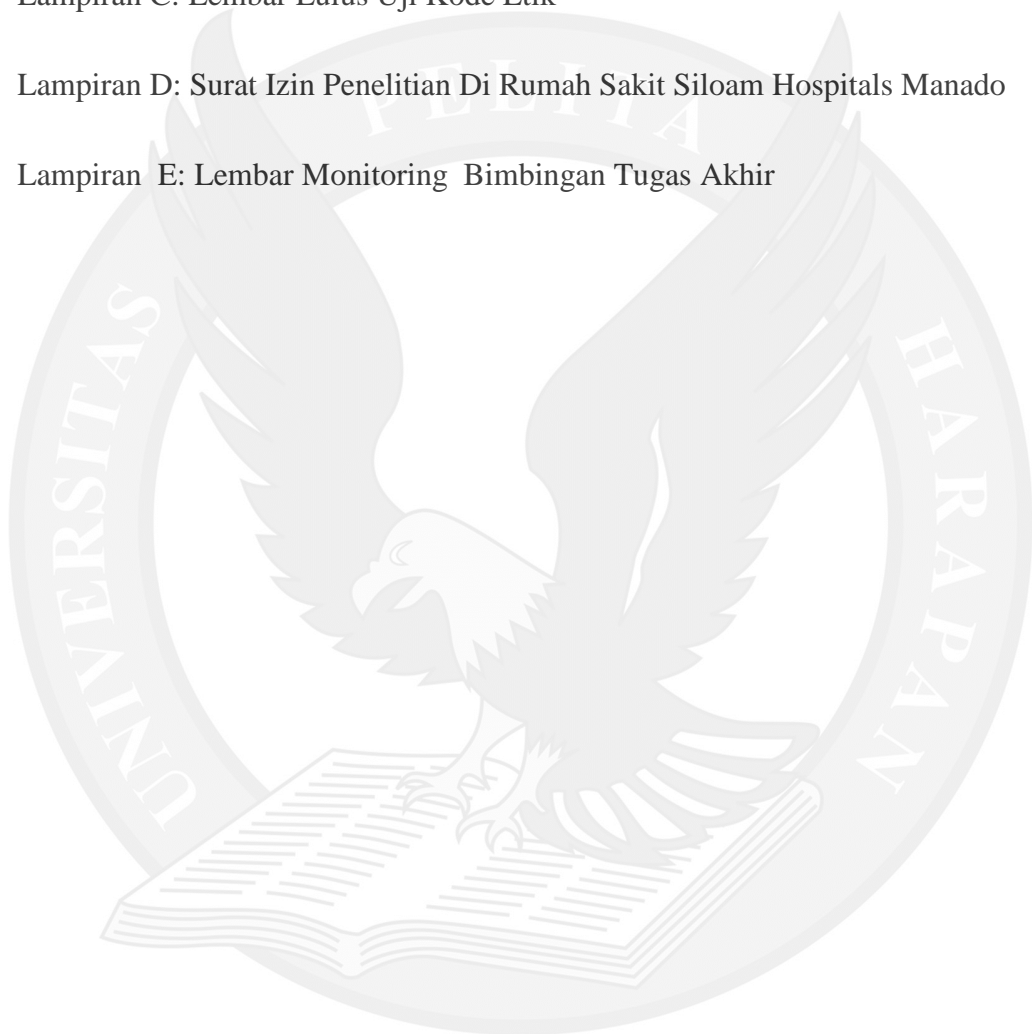 Lampiran C: Lembar Lulus Uji Kode Etik
Lampiran D: Surat Izin Penelitian Di Rumah Sakit Siloam Hospitals Manado
Lampiran  E: Lembar Monitoring  Bimbingan Tugas Akhir
UNIVERSITAS PELITA HARAPAN